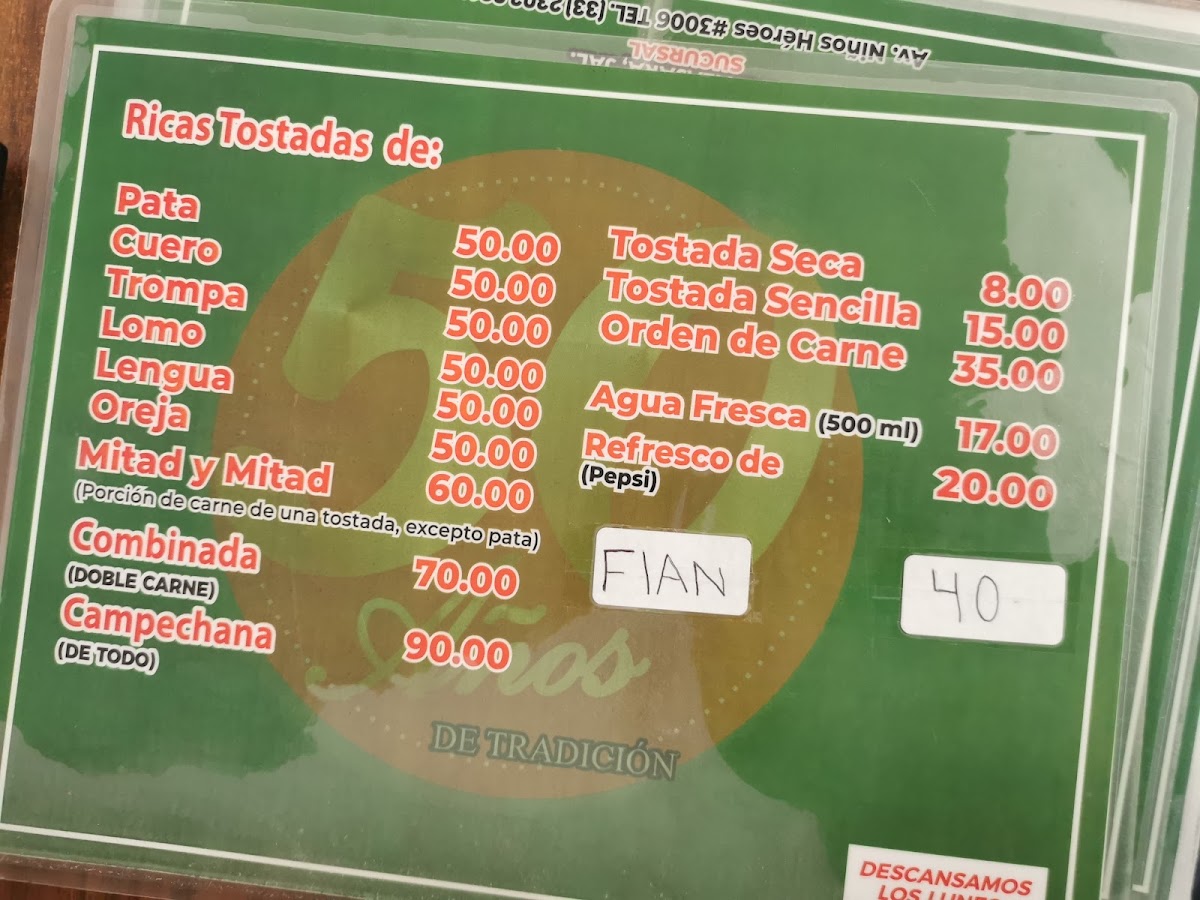 Av. Niños Héroes #3006 TEL. (33)
SUCURSAL
JAL.
Ricas Tostadas de:
Pata 50.00
Cuero 50.00
Trompa 50.00
Lomo 50.00
Lengua 50.00
Oreja 50.00
Mitad y Mitad 60.00
(Porción de carne de una tostada, excepto pata)
Combinada 70.00
(DOBLE CARNE)
Campechana 90.00
(DE TODO)
Tostada Seca 8.00
Tostada Sencilla 15.00
Orden de Carne 35.00
Agua Fresca (500 ml) 17.00
Refresco de 20.00
(Pepsi)
FIAN 40
50
Años
DE TRADICIÓN
DESCANSAMOS
LOS LUNES